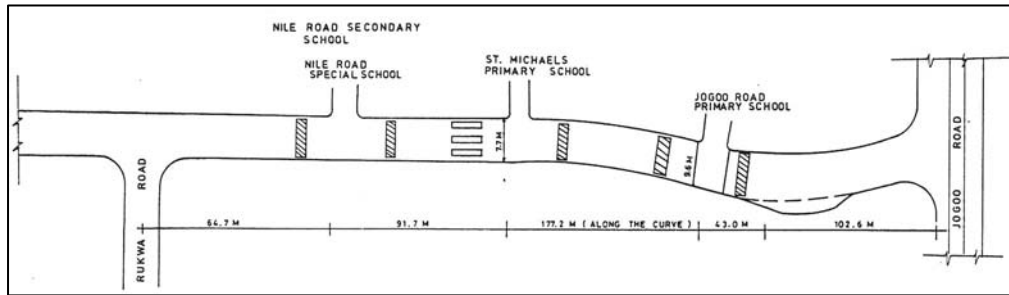 NILE ROAD SECONDARY
SCHOOL
NILE ROAD
SPECIAL SCHOOL
ST. MICHAELS
PRIMARY SCHOOL
JOGOO ROAD
PRIMARY SCHOOL
7.7 M
9.6 M
ROAD
RUKWA
ROAD
JOGOO
64.7 M
91.7 M
177.2 M (ALONG THE CURVE)
43.0 M
102.6 M